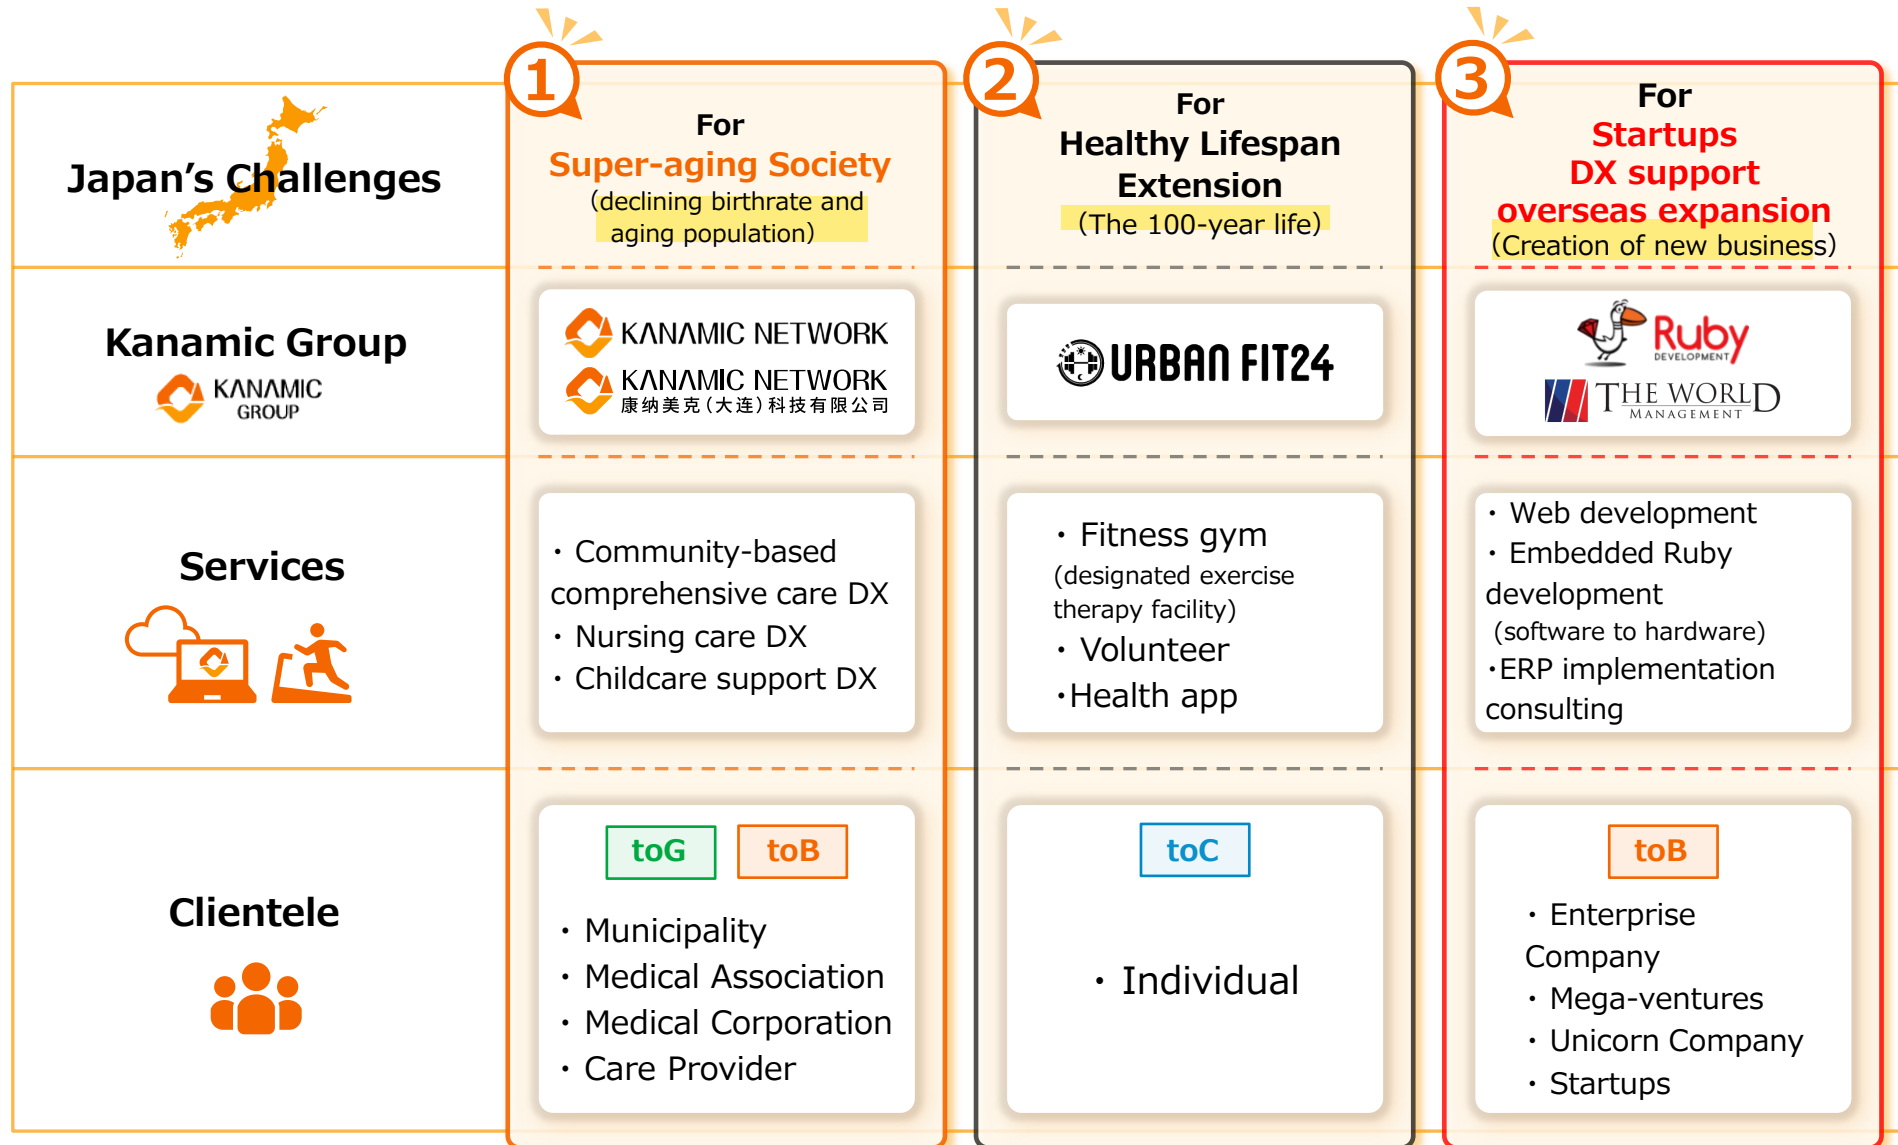 1
2
3
Japan's Challenges
For
Super-aging Society
(declining birthrate and
aging population)
For
Healthy Lifespan
Extension
(The 100-year life)
For
Startups
DX support
overseas expansion
(Creation of new business)
Kanamic Group
KANAMIC
GROUP
KANAMIC NETWORK
KANAMIC NETWORK
康纳美克(大连)科技有限公司
URBAN FIT24
Ruby
DEVELOPMENT
THE WORLD
MANAGEMENT
Services
・Community-based
comprehensive care DX
・Nursing care DX
・Childcare support DX
・Fitness gym
(designated exercise
therapy facility)
・Volunteer
・Health app
・Web development
・Embedded Ruby
development
(software to hardware)
・ERP implementation
consulting
Clientele
toG toB
・Municipality
・Medical Association
・Medical Corporation
・Care Provider
toC
・Individual
toB
・Enterprise
Company
・Mega-ventures
・Unicorn Company
・Startups